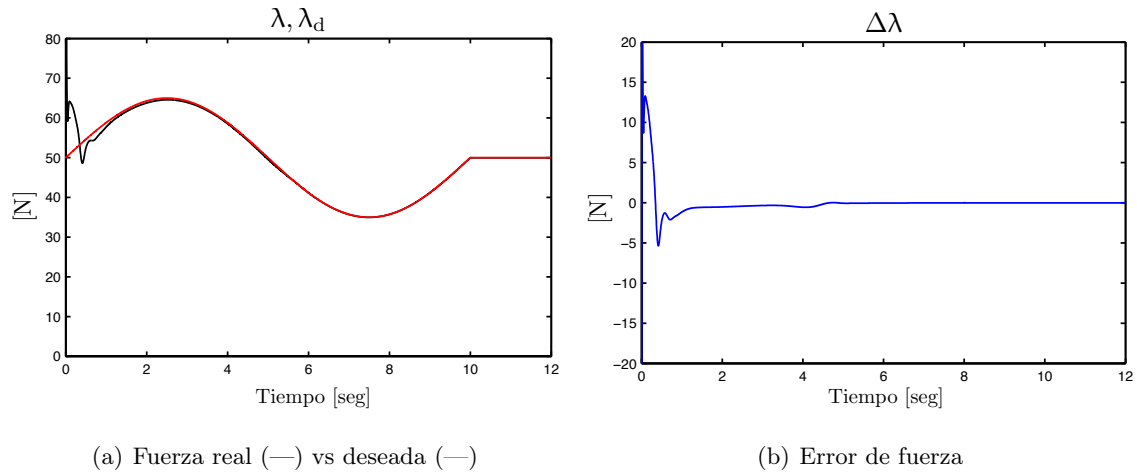 λ, λd
80
70
60
50
40
30
20
10
0
[N]
0 2 4 6 8 10 12
Tiempo [seg]
(a) Fuerza real (—) vs deseada (—)
Δλ
20
15
10
5
0
−5
−10
−15
−20
[N]
0 2 4 6 8 10 12
Tiempo [seg]
(b) Error de fuerza